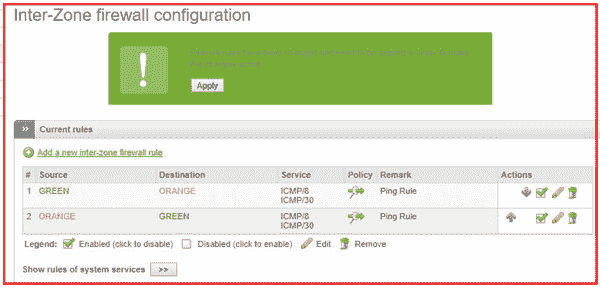 Inter-Zone firewall configuration
Apply
Current rules
Add a new inter-zone firewall rule
# Source Destination Service Policy Remark Actions
1 GREEN ORANGE ICMP/8 Ping Rule
ICMP/30
2 ORANGE GREEN ICMP/8 Ping Rule
ICMP/30
Legend: Enabled (click to disable) Disabled (click to enable) Edit Remove
Show rules of system services >>